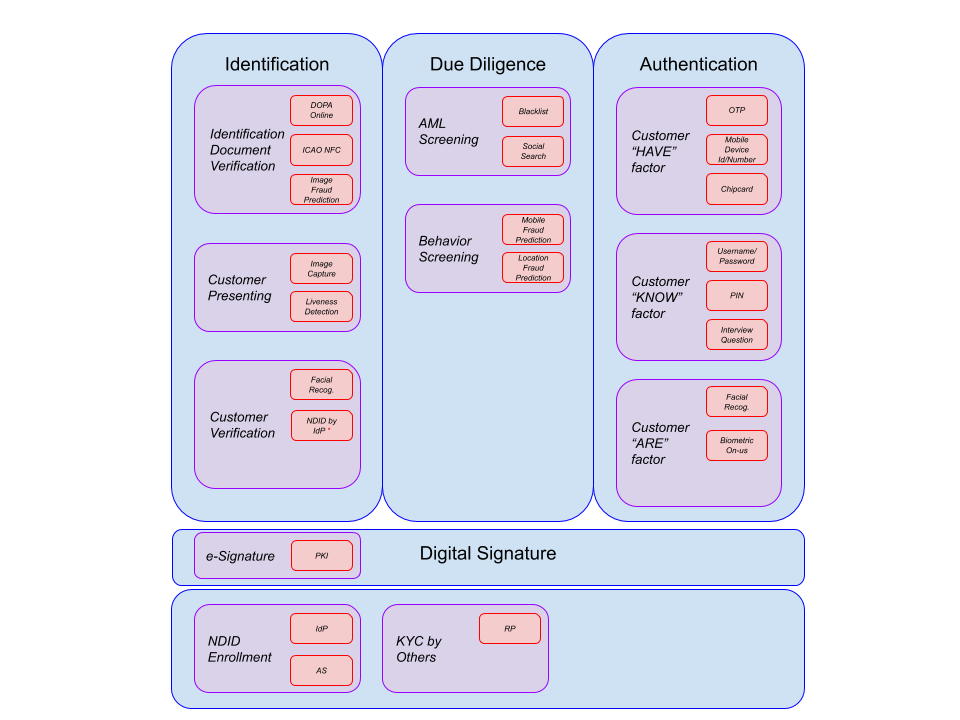 Identification
Identification
Document
Verification
DOPA
Online
ICAO NFC
Image
Fraud
Prediction
Customer
Presenting
Image
Capture
Liveness
Detection
Customer
Verification
Facial
Recog.
NDID by
IdP *
Due Diligence
AML
Screening
Blacklist
Social
Search
Behavior
Screening
Mobile
Fraud
Prediction
Location
Fraud
Prediction
Authentication
Customer
“HAVE”
factor
OTP
Mobile
Device
Id/Number
Chipcard
Customer
“KNOW”
factor
Username/
Password
PIN
Interview
Question
Customer
“ARE”
factor
Facial
Recog.
Biometric
On-us
e-Signature
PKI
Digital Signature
NDID
Enrollment
IdP
AS
KYC by
Others
RP